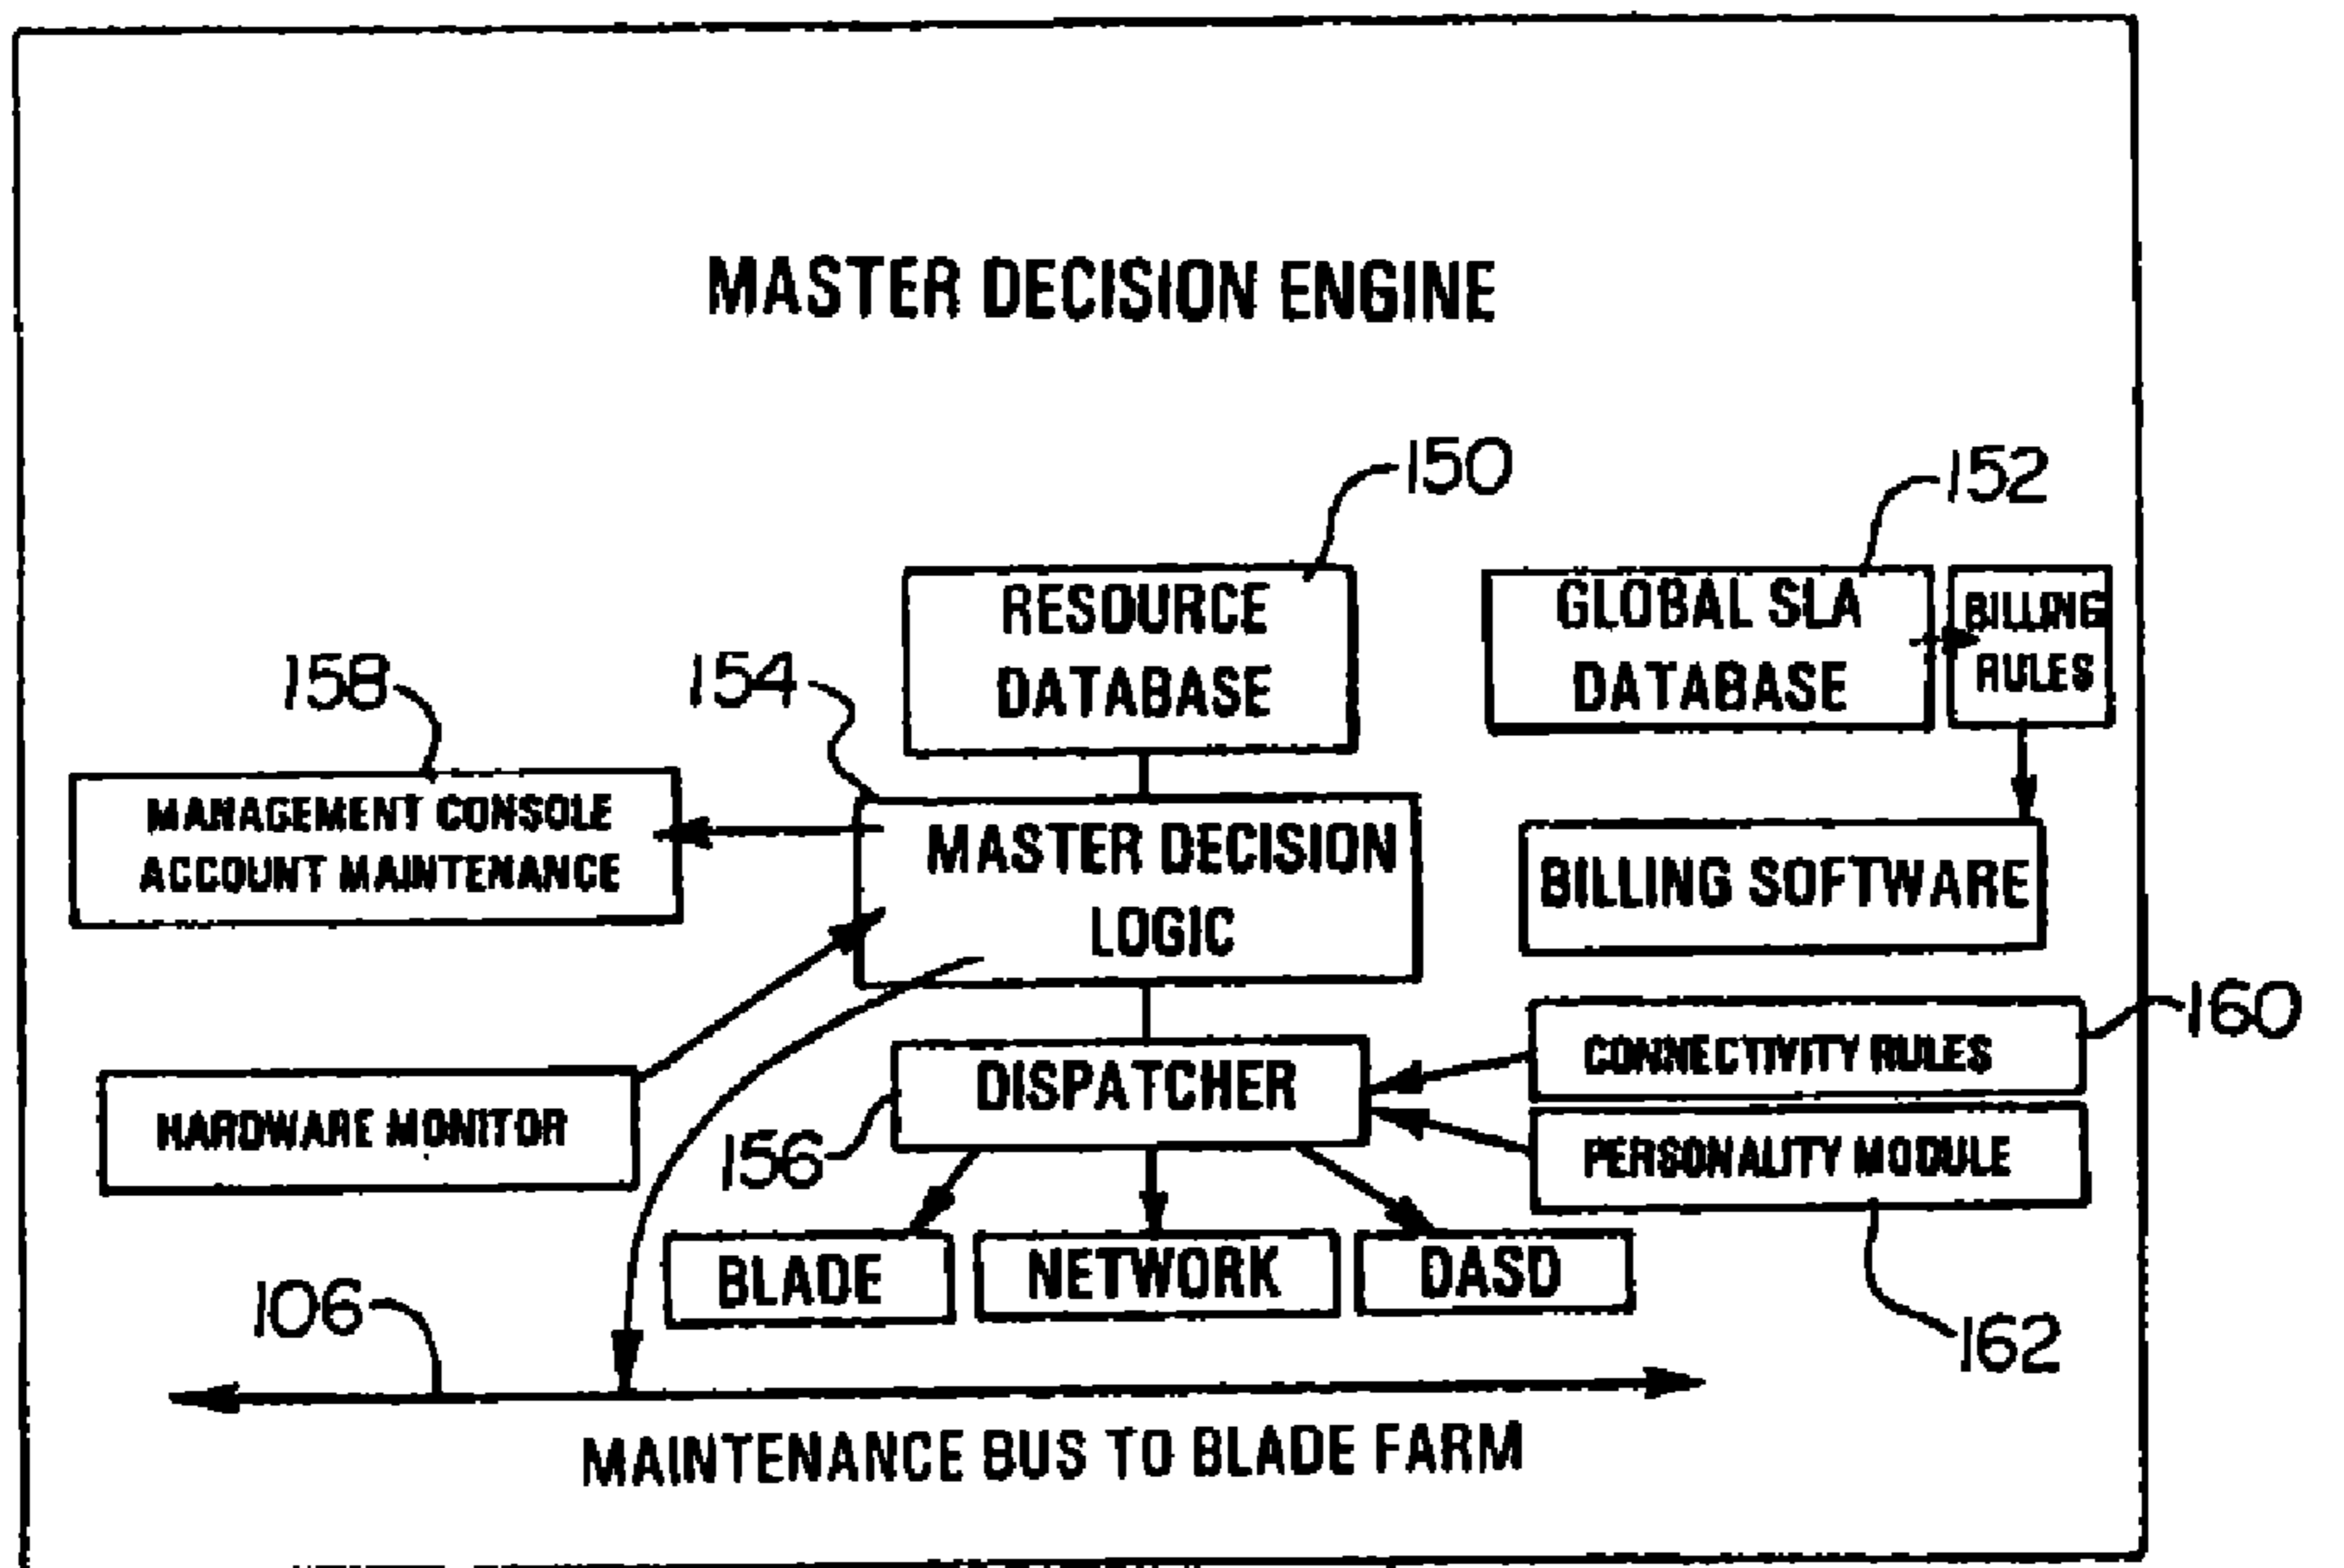 MASTER DECISION ENGINE
150
152
RESOURCE
DATABASE
GLOBAL SLA
DATABASE
BILLING
RULES
158
154
MANAGEMENT CONSOLE
ACCOUNT MAINTENANCE
MASTER DECISION
LOGIC
BILLING SOFTWARE
160
HARDWARE MONITOR
DISPATCHER
CONNECTIVITY RULES
156
PERSONALITY MODULE
BLADE
NETWORK
DASD
106
162
MAINTENANCE BUS TO BLADE FARM